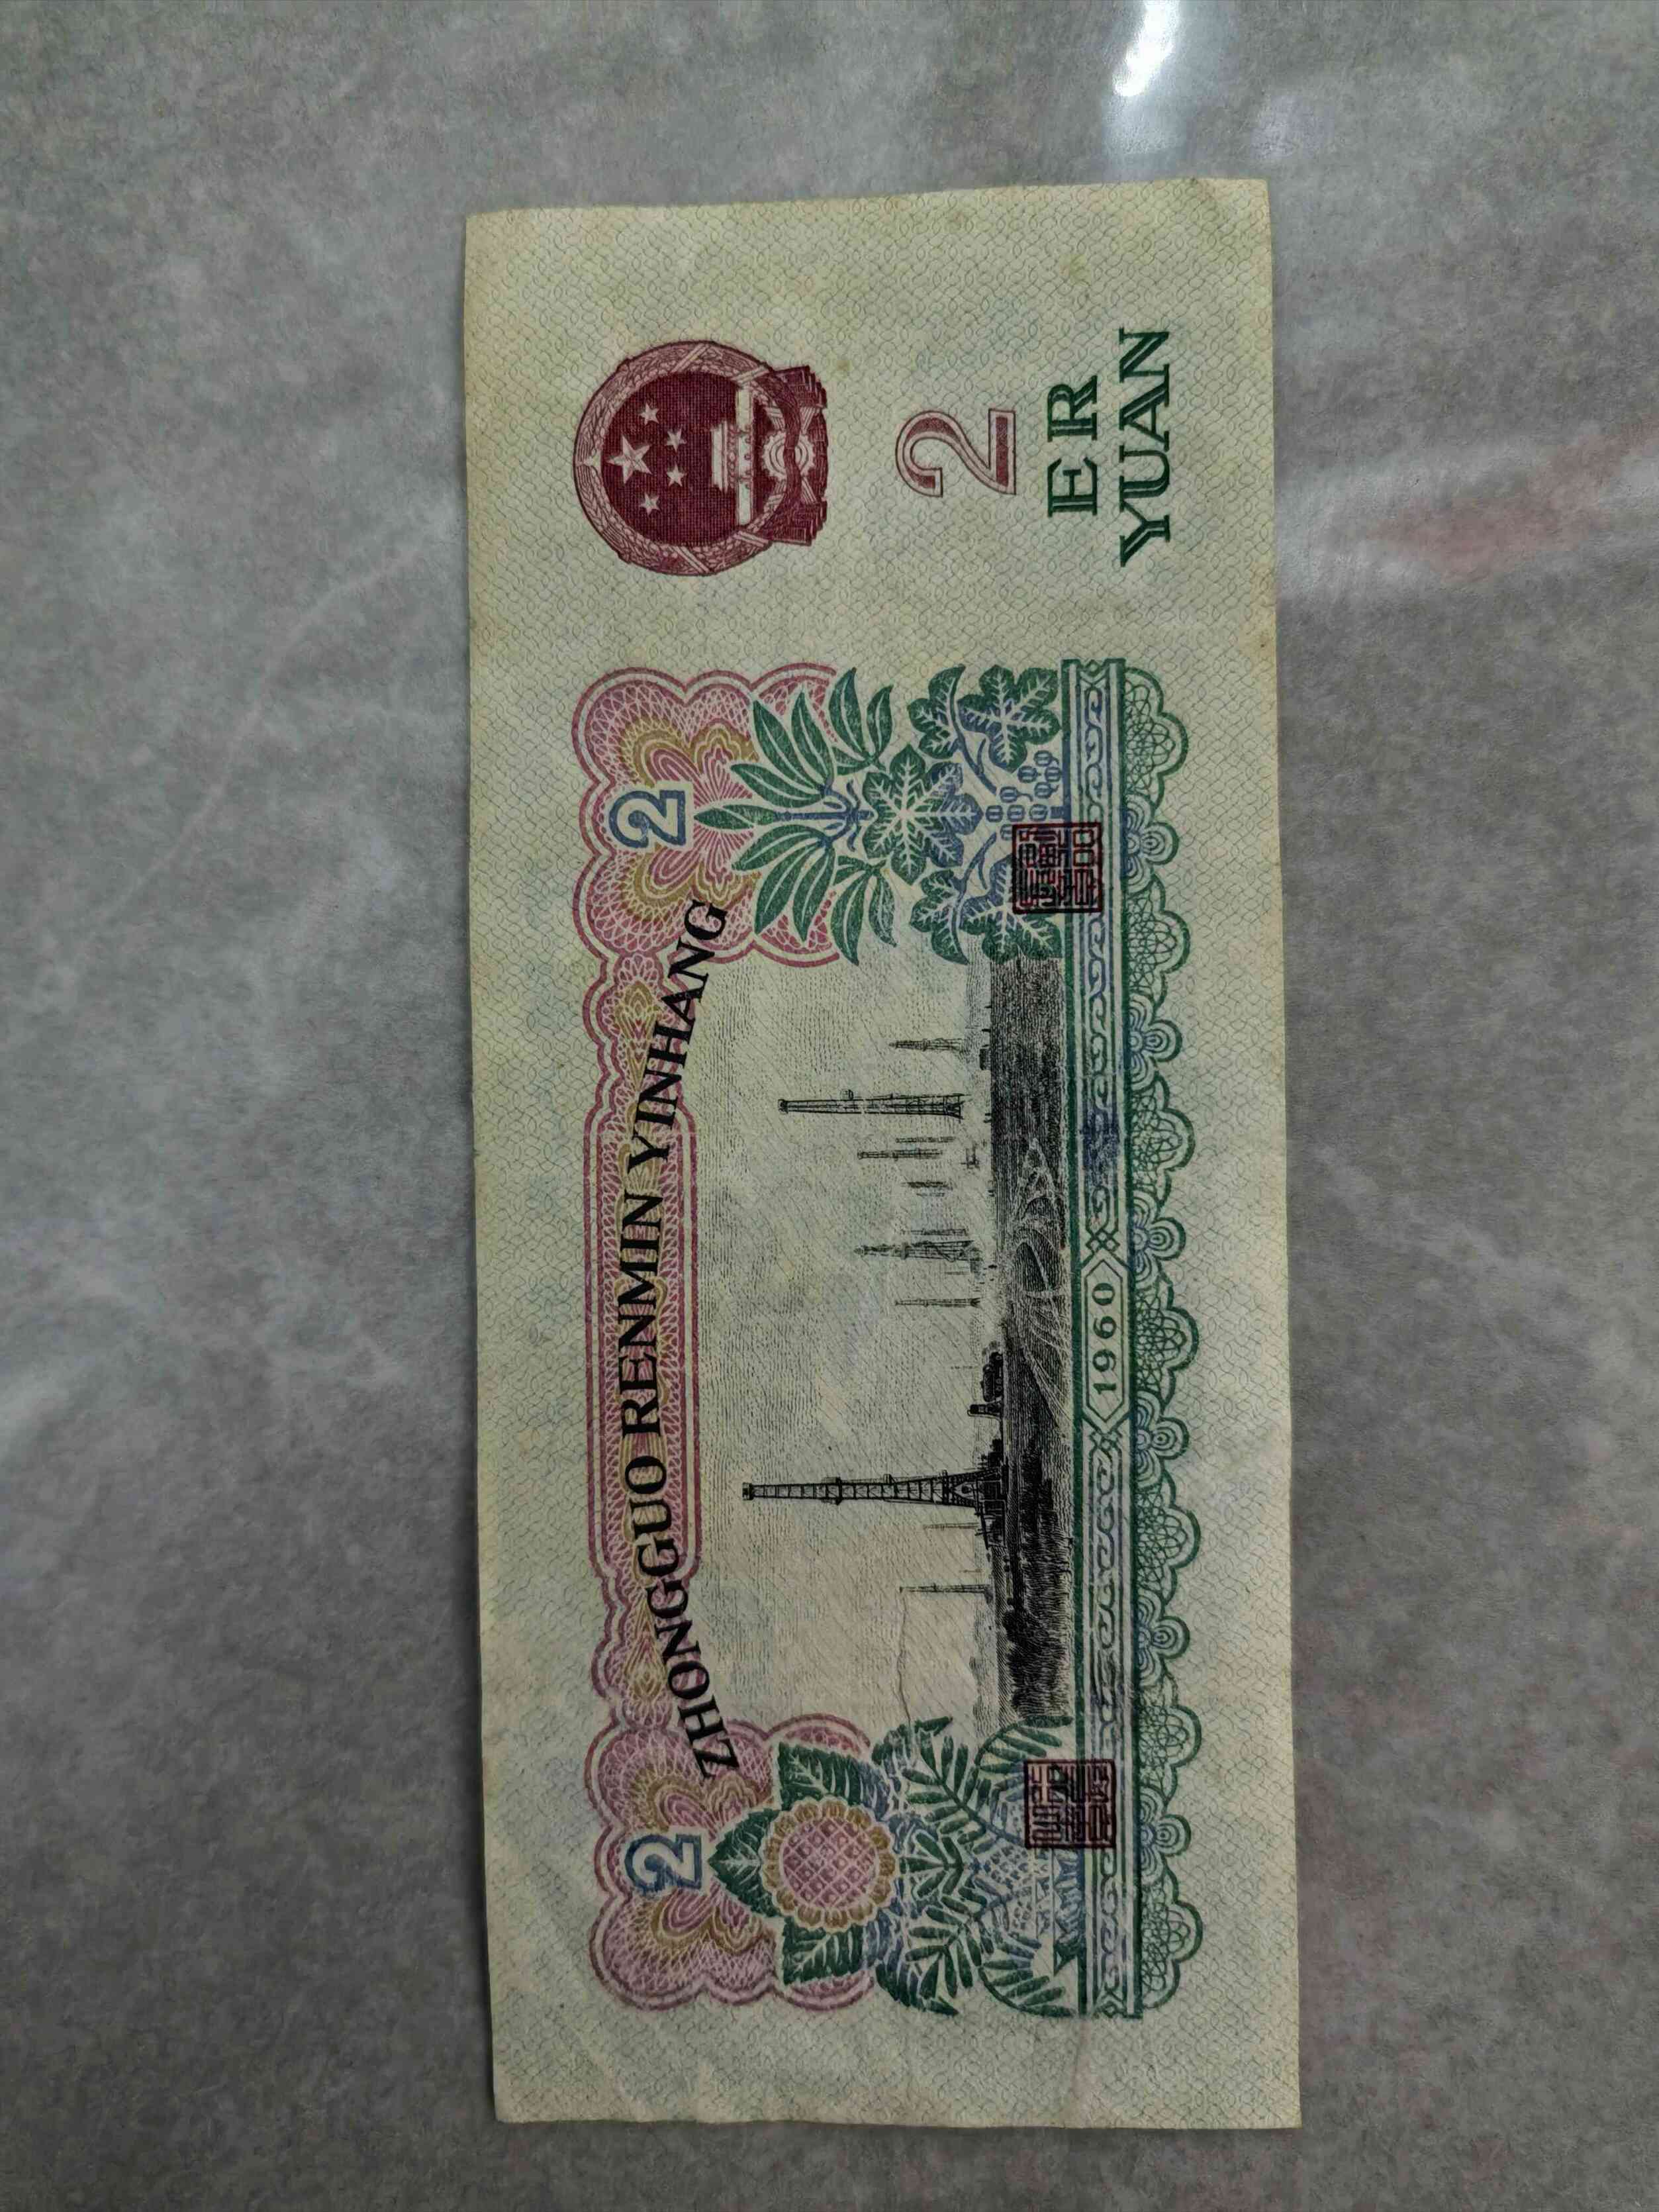 ZHONGGUO RENMIN YINHANG
2
2
2
ER
YUAN
1960